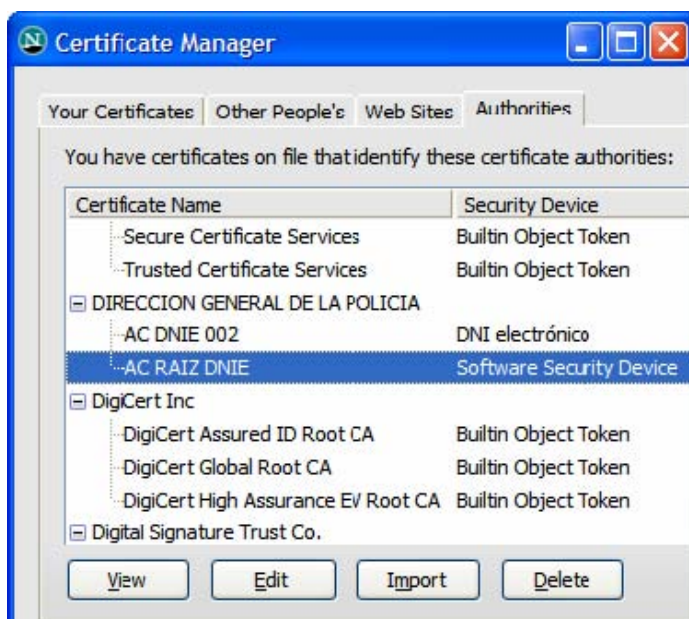 Certificate Manager
Your Certificates Other People's Web Sites Authorities
You have certificates on file that identify these certificate authorities:
Certificate Name Security Device
Secure Certificate Services Builtin Object Token
Trusted Certificate Services Builtin Object Token
DIRECCION GENERAL DE LA POLICIA
AC DNIE 002 DNI electrónico
AC RAIZ DNIE Software Security Device
DigiCert Inc
DigiCert Assured ID Root CA Builtin Object Token
DigiCert Global Root CA Builtin Object Token
DigiCert High Assurance EV Root CA Builtin Object Token
Digital Signature Trust Co.
View Edit Import Delete